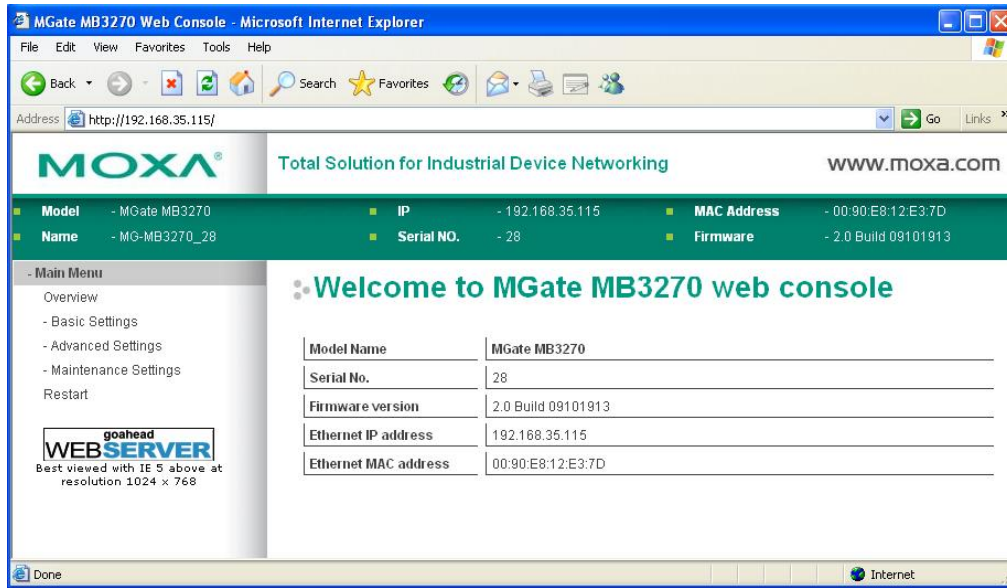 MGate MB3270 Web Console - Microsoft Internet Explorer
File Edit View Favorites Tools Help
Back Search Favorites
Address http://192.168.35.115/ Go Links »
MOXA® Total Solution for Industrial Device Networking www.moxa.com
Model - MGate MB3270 IP - 192.168.35.115 MAC Address - 00:90:E8:12:E3:7D
Name - MG-MB3270_28 Serial NO. - 28 Firmware - 2.0 Build 09101913
- Main Menu
Overview
- Basic Settings
- Advanced Settings
- Maintenance Settings
Restart
goahead
WEBSERVER
Best viewed with IE 5 above at
resolution 1024 x 768
Welcome to MGate MB3270 web console
Model Name MGate MB3270
Serial No. 28
Firmware version 2.0 Build 09101913
Ethernet IP address 192.168.35.115
Ethernet MAC address 00:90:E8:12:E3:7D
Done Internet